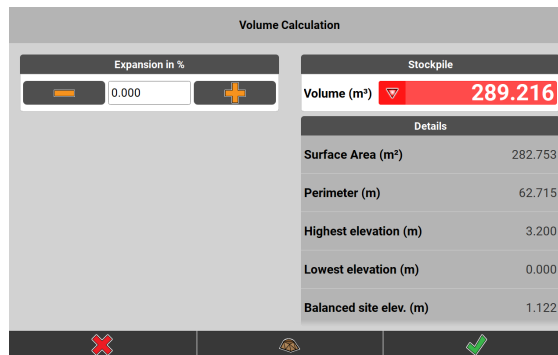 Volume Calculation
Expansion in %
0.000
Stockpile
Volume (m³) 289.216
Details
Surface Area (m²) 282.753
Perimeter (m) 62.715
Highest elevation (m) 3.200
Lowest elevation (m) 0.000
Balanced site elev. (m) 1.122